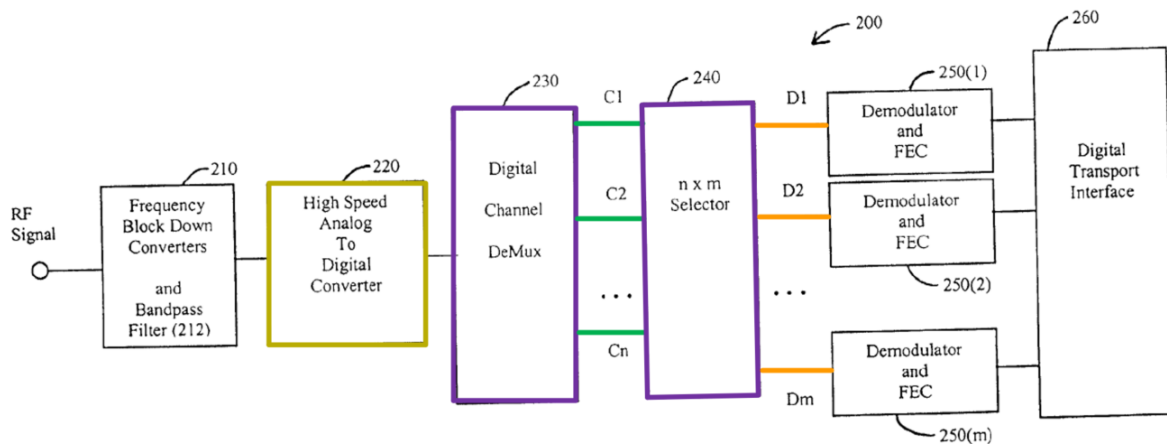 200
260
230
240
250(1)
C1
D1
Demodulator
and
FEC
210
220
Digital
Channel
DeMux
n x m
Selector
Digital
Transport
Interface
RF
Signal
Frequency
Block Down
Converters
and
Bandpass
Filter (212)
High Speed
Analog
To
Digital
Converter
C2
D2
Demodulator
and
FEC
250(2)
...
...
Cn
Dm
Demodulator
and
FEC
250(m)